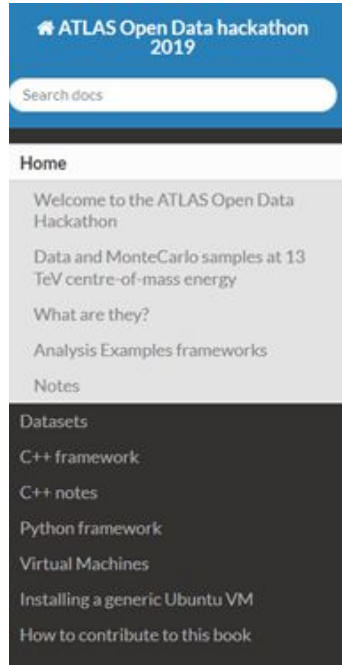 ATLAS Open Data hackathon
2019
Search docs
Home
Welcome to the ATLAS Open Data
Hackathon
Data and MonteCarlo samples at 13
TeV centre-of-mass energy
What are they?
Analysis Examples frameworks
Notes
Datasets
C++ framework
C++ notes
Python framework
Virtual Machines
Installing a generic Ubuntu VM
How to contribute to this book